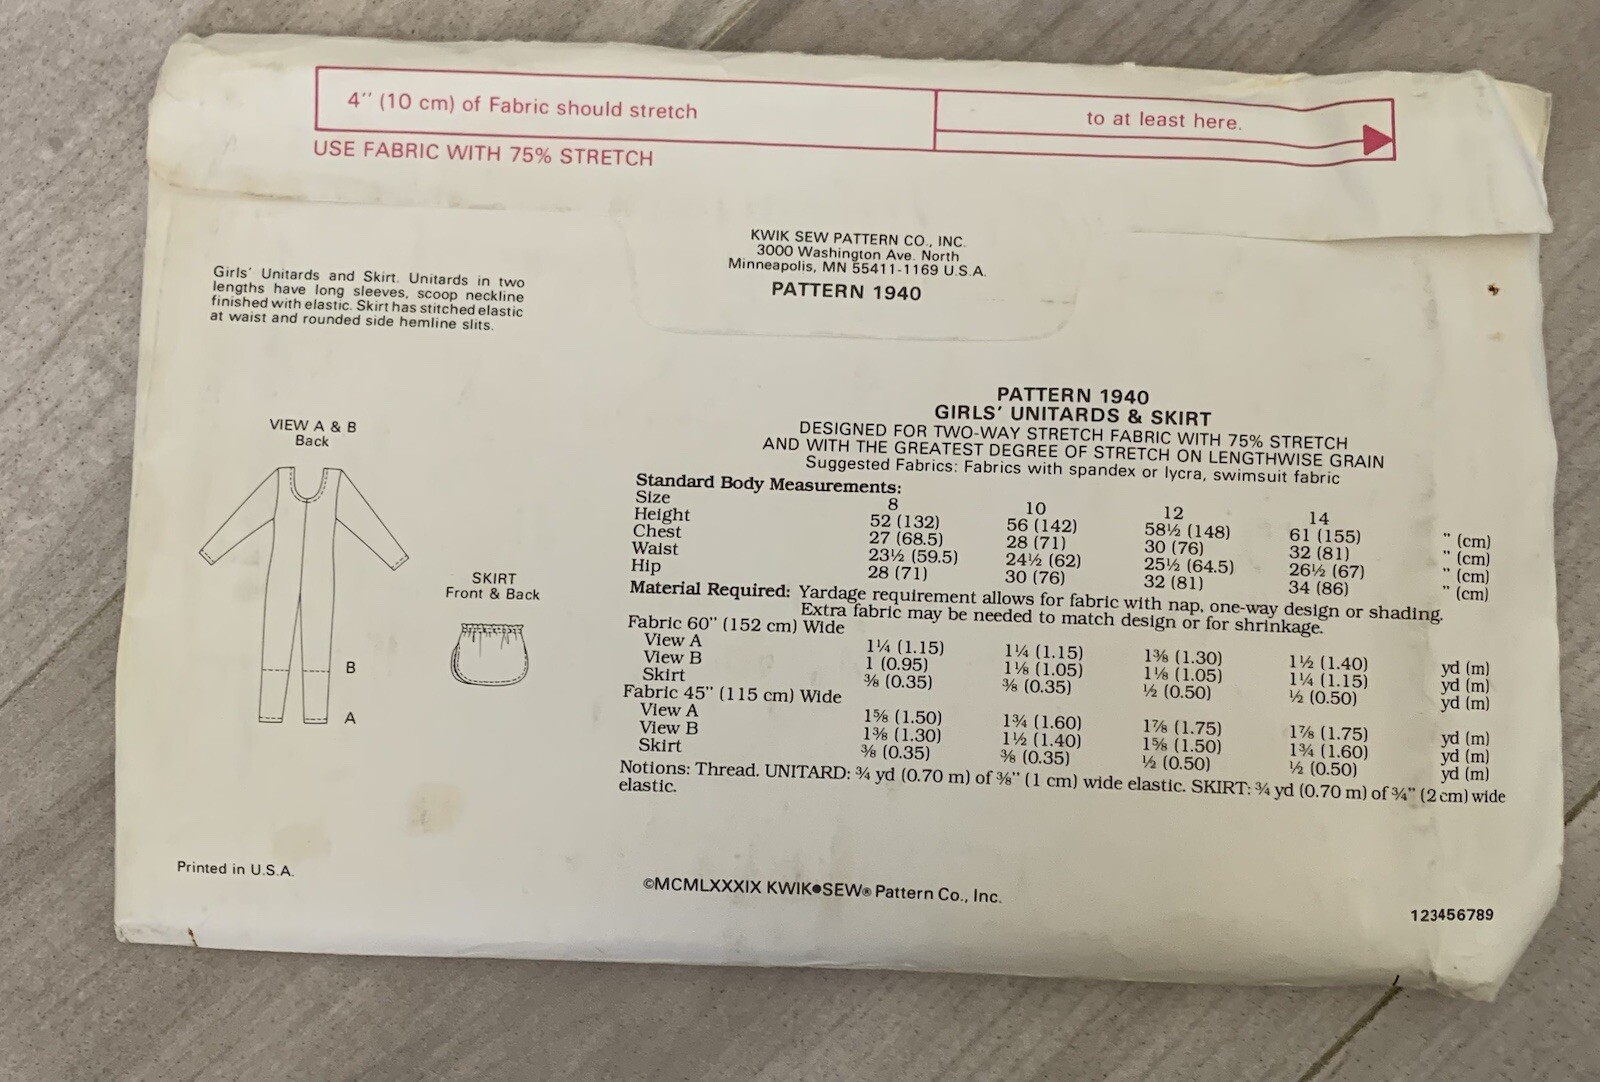 4" (10 cm) of Fabric should stretch
to at least here.
USE FABRIC WITH 75% STRETCH
KWIK SEW PATTERN CO., INC.
3000 Washington Ave. North
Minneapolis, MN 55411-1169 U.S.A.
PATTERN 1940
Girls' Unitards and Skirt. Unitards in two
lengths have long sleeves, scoop neckline
finished with elastic. Skirt has stitched elastic
at waist and rounded side hemline slits.
VIEW A & B
Back
B
A
SKIRT
Front & Back
PATTERN 1940
GIRLS' UNITARDS & SKIRT
DESIGNED FOR TWO-WAY STRETCH FABRIC WITH 75% STRETCH
AND WITH THE GREATEST DEGREE OF STRETCH ON LENGTHWISE GRAIN
Suggested Fabrics: Fabrics with spandex or lycra, swimsuit fabric
Standard Body Measurements:
Size 8 10 12 14
Height 52 (132) 56 (142) 58½ (148) 61 (155) " (cm)
Chest 27 (68.5) 28 (71) 30 (76) 32 (81) " (cm)
Waist 23½ (59.5) 24½ (62) 25½ (64.5) 26½ (67) " (cm)
Hip 28 (71) 30 (76) 32 (81) 34 (86) " (cm)
Material Required: Yardage requirement allows for fabric with nap, one-way design or shading.
Extra fabric may be needed to match design or for shrinkage.
Fabric 60" (152 cm) Wide
View A 1¼ (1.15) 1¼ (1.15) 1⅜ (1.30) 1½ (1.40) yd (m)
View B 1 (0.95) 1⅛ (1.05) 1⅛ (1.05) 1¼ (1.15) yd (m)
Skirt ⅜ (0.35) ⅜ (0.35) ½ (0.50) ½ (0.50) yd (m)
Fabric 45" (115 cm) Wide
View A 1⅝ (1.50) 1¾ (1.60) 1⅞ (1.75) 1⅞ (1.75) yd (m)
View B 1⅜ (1.30) 1½ (1.40) 1⅝ (1.50) 1¾ (1.60) yd (m)
Skirt ⅜ (0.35) ⅜ (0.35) ½ (0.50) ½ (0.50) yd (m)
Notions: Thread. UNITARD: ¾ yd (0.70 m) of ⅜" (1 cm) wide elastic. SKIRT: ¾ yd (0.70 m) of ¾" (2 cm) wide
elastic.
Printed in U.S.A.
©MCMLXXXIX KWIK●SEW® Pattern Co., Inc.
123456789